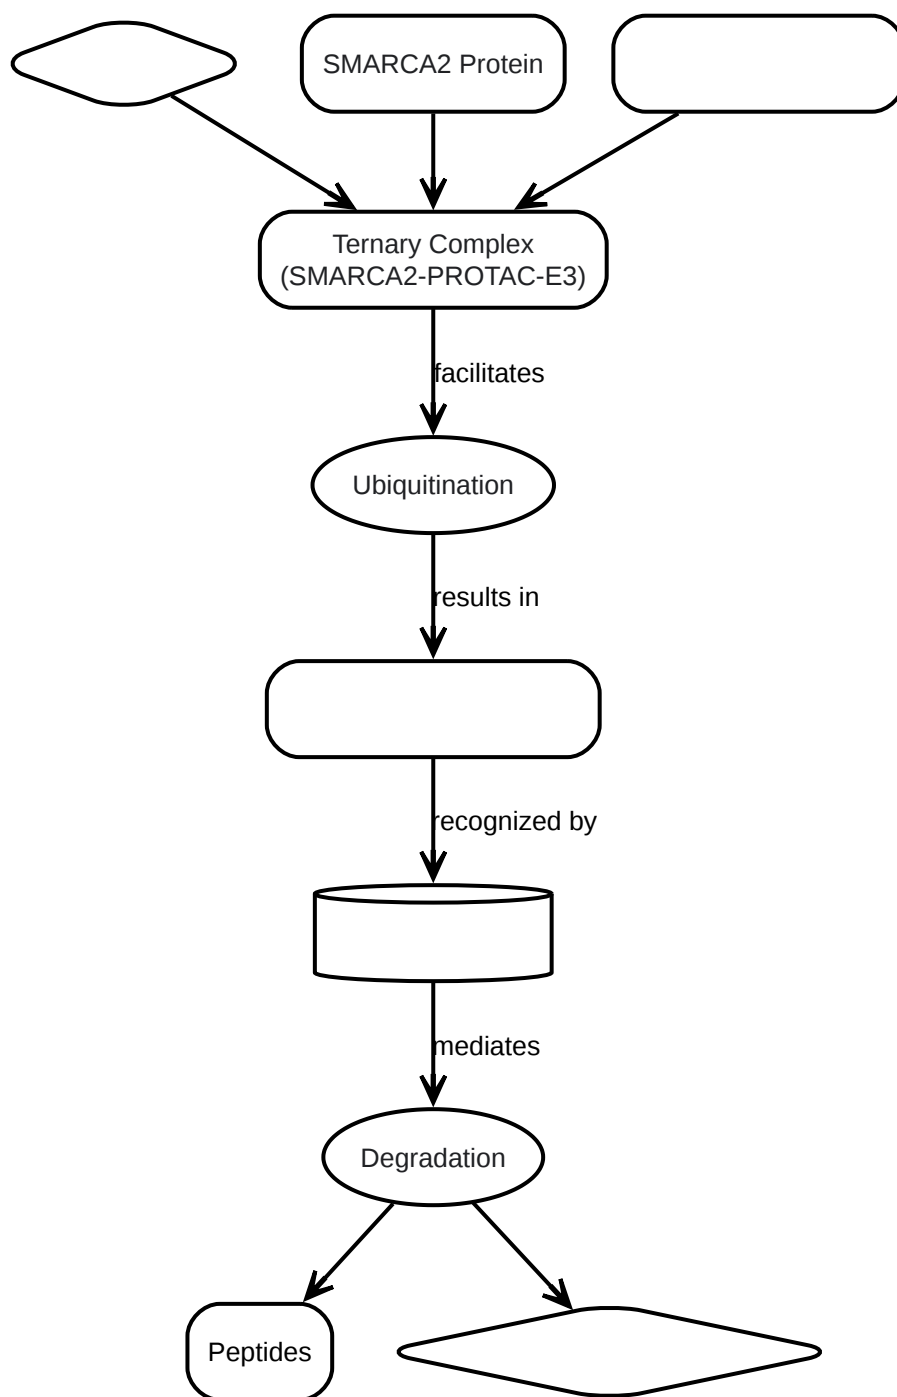 SMARCA2 Protein
Ternary Complex
(SMARCA2-PROTAC-E3)
facilitates
Ubiquitination
results in
recognized by
mediates
Degradation
Peptides